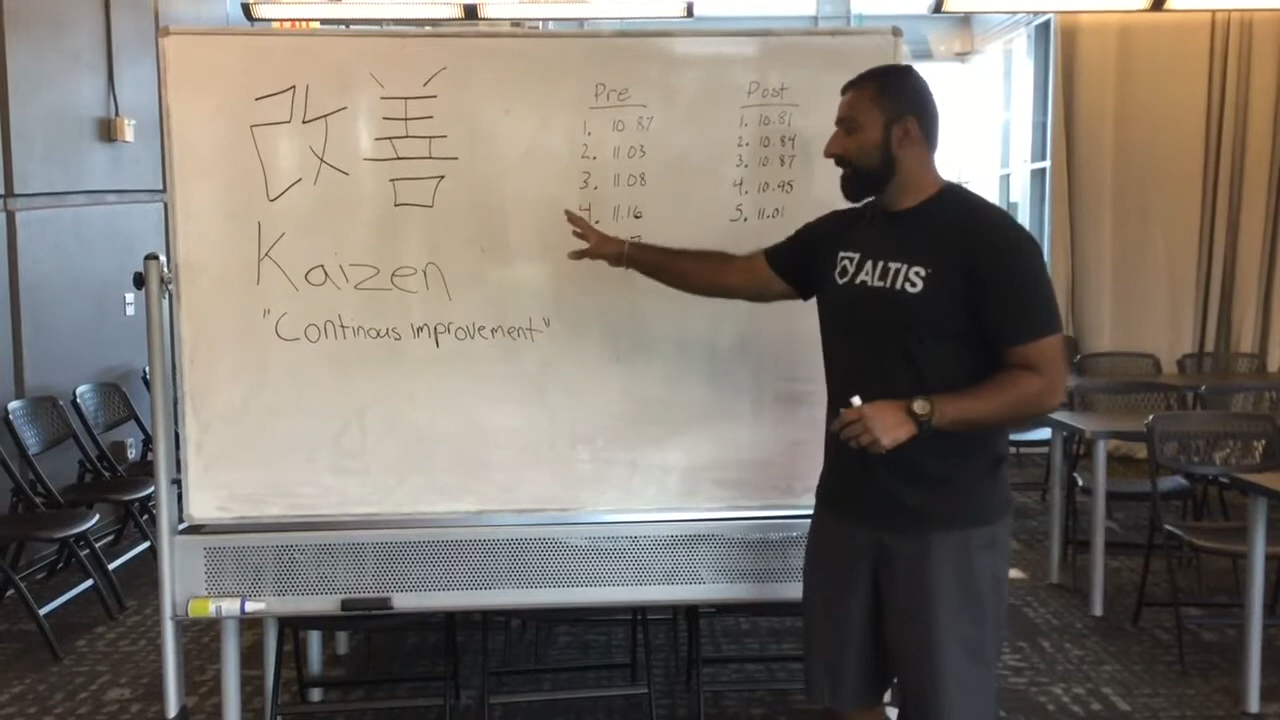 改善
Kaizen
"Continous improvement"
Pre
1. 10.87
2. 11.03
3. 11.08
4. 11.16
Post
1. 10.81
2. 10.84
3. 10.87
4. 10.95
5. 11.01
ALTIS